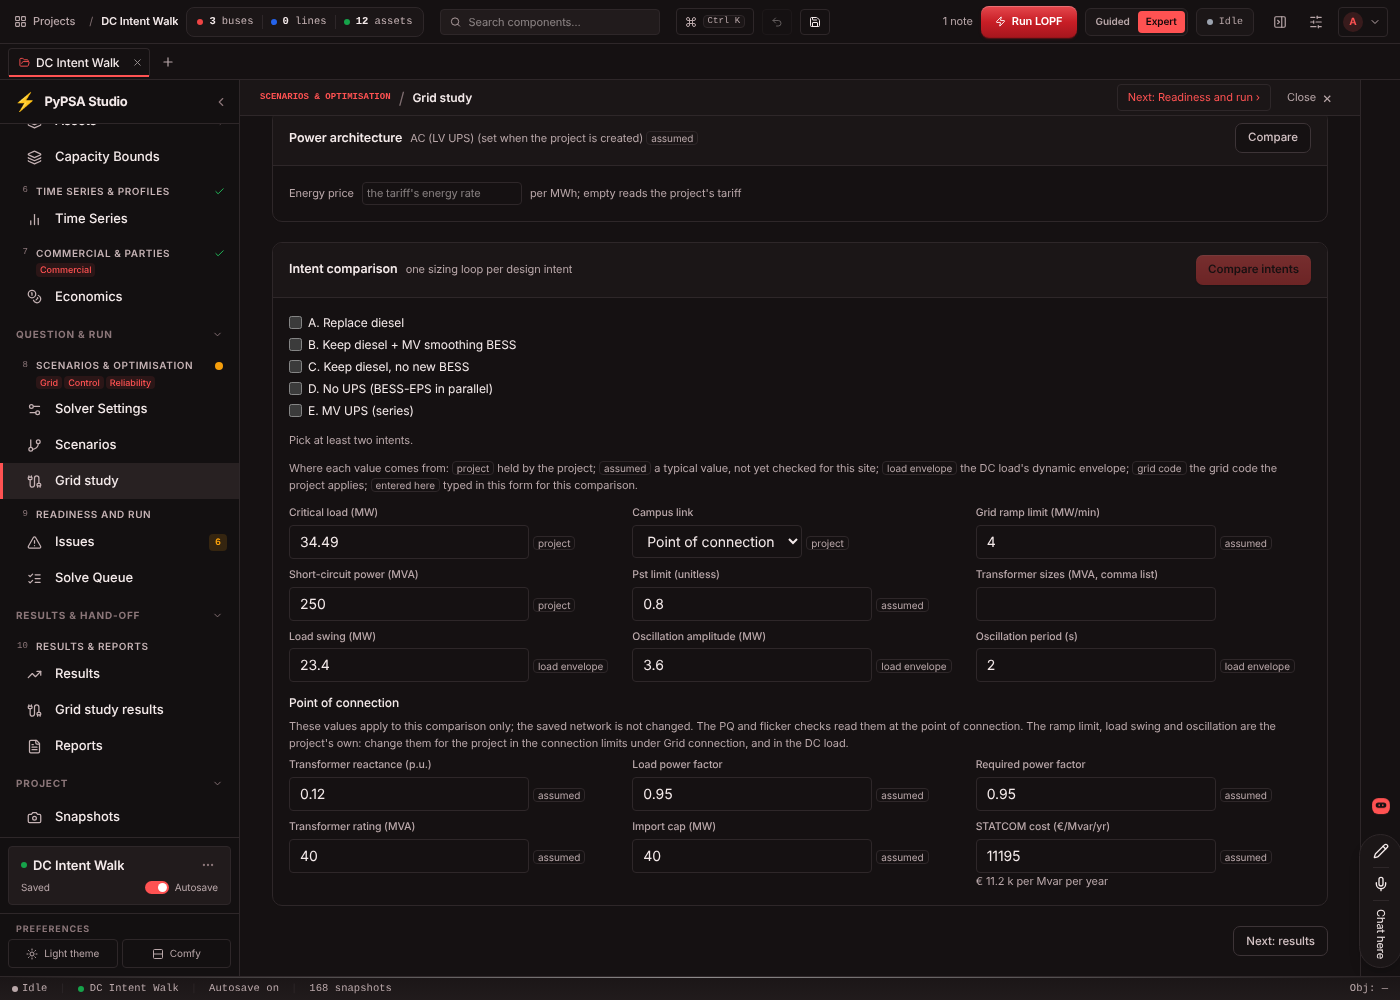 Projects / DC Intent Walk
3 buses 0 lines 12 assets
Search components...
Ctrl K
1 note
Run LOPF
Guided Expert
Idle
A
DC Intent Walk
PyPSA Studio
Capacity Bounds
6 TIME SERIES & PROFILES
Time Series
7 COMMERCIAL & PARTIES
Commercial
Economics
QUESTION & RUN
8 SCENARIOS & OPTIMISATION
Grid Control Reliability
Solver Settings
Scenarios
Grid study
9 READINESS AND RUN
Issues 6
Solve Queue
RESULTS & HAND-OFF
10 RESULTS & REPORTS
Results
Grid study results
Reports
PROJECT
Snapshots
DC Intent Walk
Saved Autosave
PREFERENCES
Light theme Comfy
SCENARIOS & OPTIMISATION / Grid study
Next: Readiness and run › Close ×
Power architecture AC (LV UPS) (set when the project is created) assumed Compare
Energy price the tariff's energy rate per MWh; empty reads the project's tariff
Intent comparison one sizing loop per design intent Compare intents
A. Replace diesel
B. Keep diesel + MV smoothing BESS
C. Keep diesel, no new BESS
D. No UPS (BESS-EPS in parallel)
E. MV UPS (series)
Pick at least two intents.
Where each value comes from: project held by the project; assumed a typical value, not yet checked for this site; load envelope the DC load's dynamic envelope; grid code the grid code the
project applies; entered here typed in this form for this comparison.
Critical load (MW) Campus link Grid ramp limit (MW/min)
34.49 project Point of connection project 4 assumed
Short-circuit power (MVA) Pst limit (unitless) Transformer sizes (MVA, comma list)
250 project 0.8 assumed
Load swing (MW) Oscillation amplitude (MW) Oscillation period (s)
23.4 load envelope 3.6 load envelope 2 load envelope
Point of connection
These values apply to this comparison only; the saved network is not changed. The PQ and flicker checks read them at the point of connection. The ramp limit, load swing and oscillation are the
project's own: change them for the project in the connection limits under Grid connection, and in the DC load.
Transformer reactance (p.u.) Load power factor Required power factor
0.12 assumed 0.95 assumed 0.95 assumed
Transformer rating (MVA) Import cap (MW) STATCOM cost (€/Mvar/yr)
40 assumed 40 assumed 11195 assumed
€ 11.2 k per Mvar per year
Next: results
Chat here
Idle DC Intent Walk Autosave on 168 snapshots Obj: —